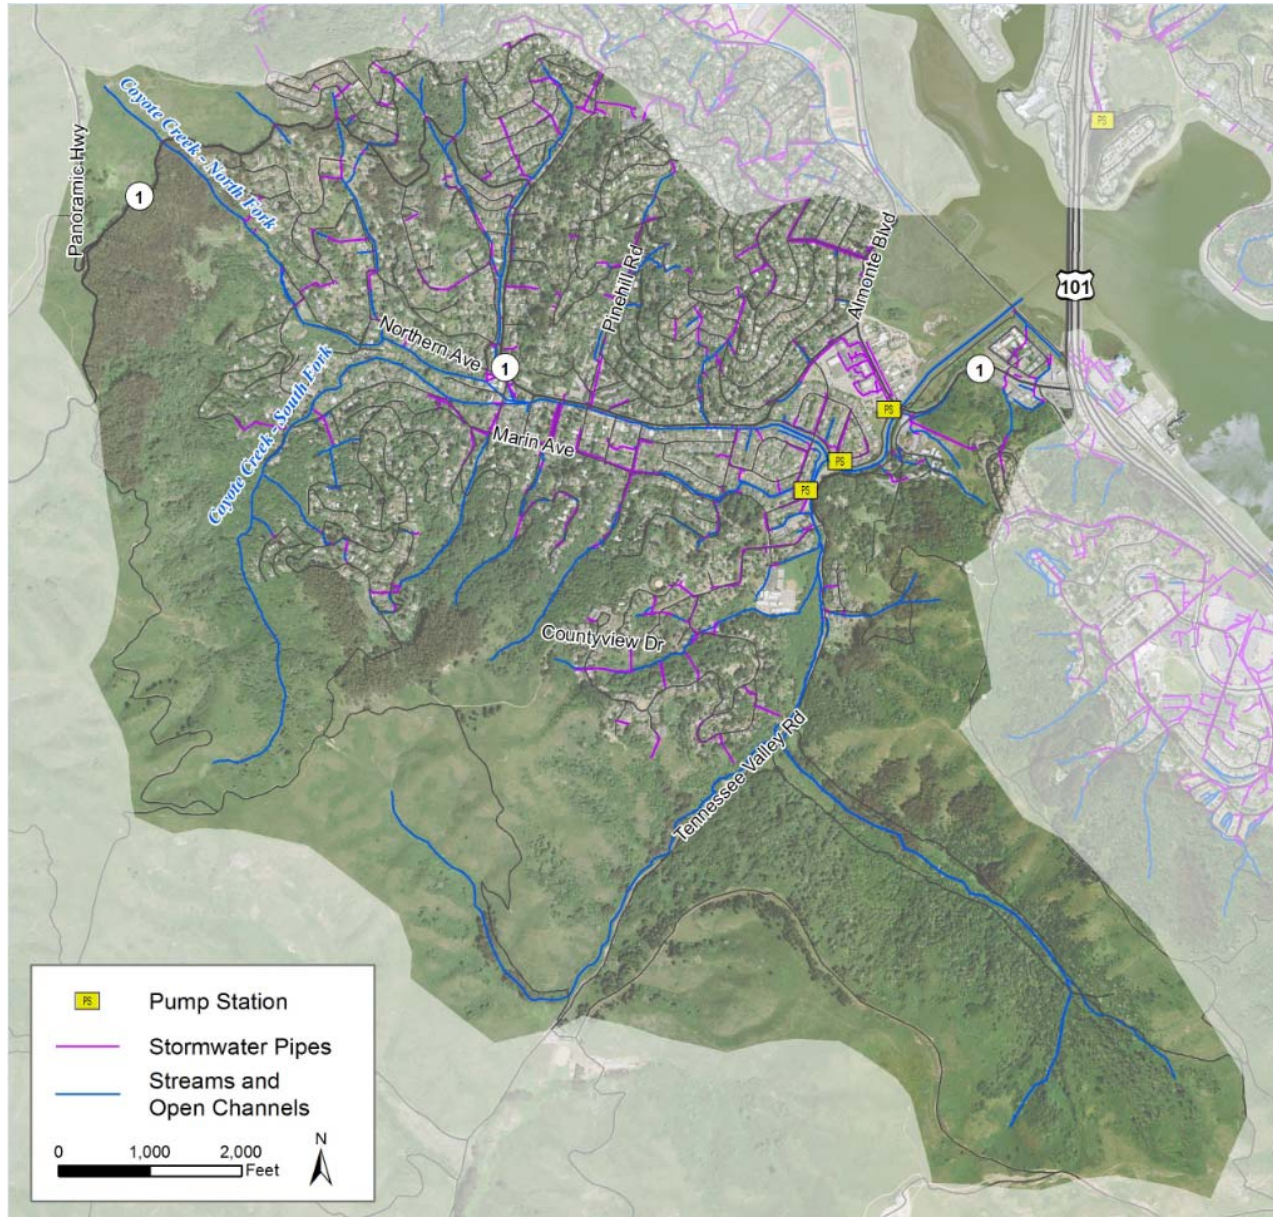 PS
Coyote Creek - North Fork
Panoramic Hwy
1
Almonte Blvd
Pinehill Rd
101
Northern Ave
1
1
Coyote Creek - South Fork
PS
Marin Ave
PS
PS
Countyview Dr
Tennessee Valley Rd
PS Pump Station
Stormwater Pipes
Streams and
Open Channels
0 1,000 2,000
Feet
N